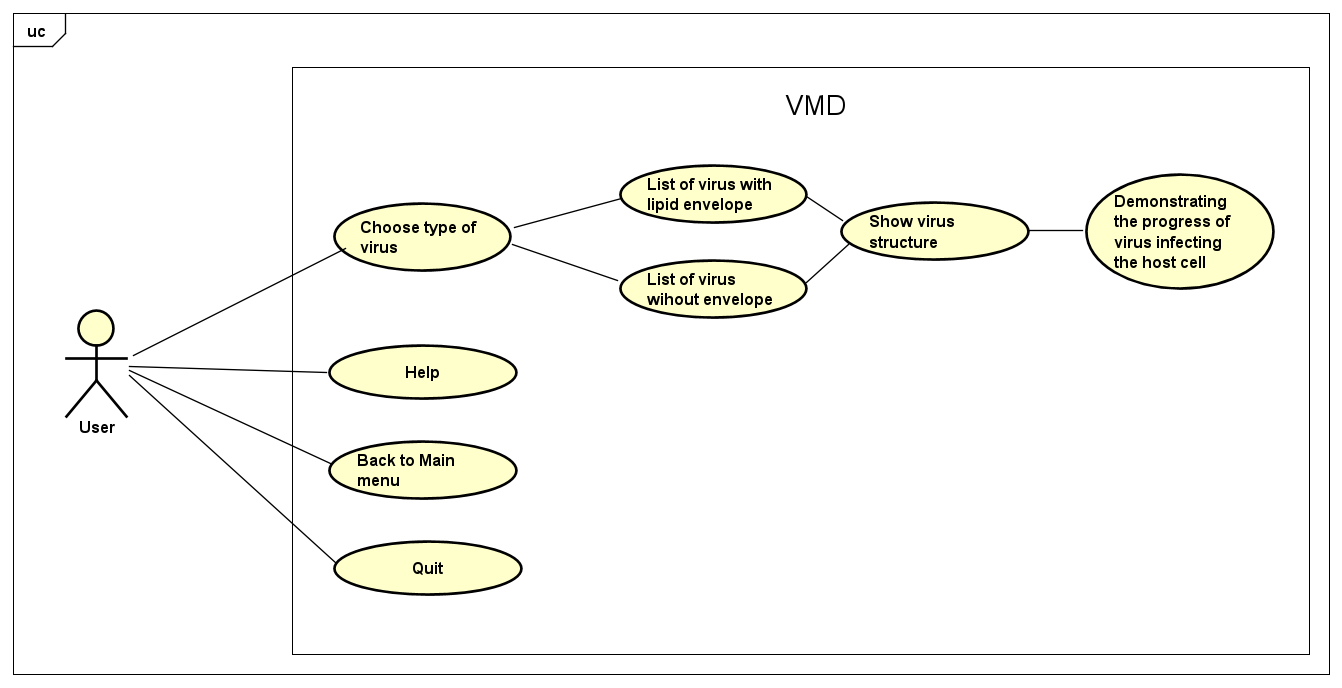 uc
VMD
Choose type of
virus
List of virus with
lipid envelope
List of virus
wihout envelope
Show virus
structure
Demonstrating
the progress of
virus infecting
the host cell
Help
User
Back to Main
menu
Quit